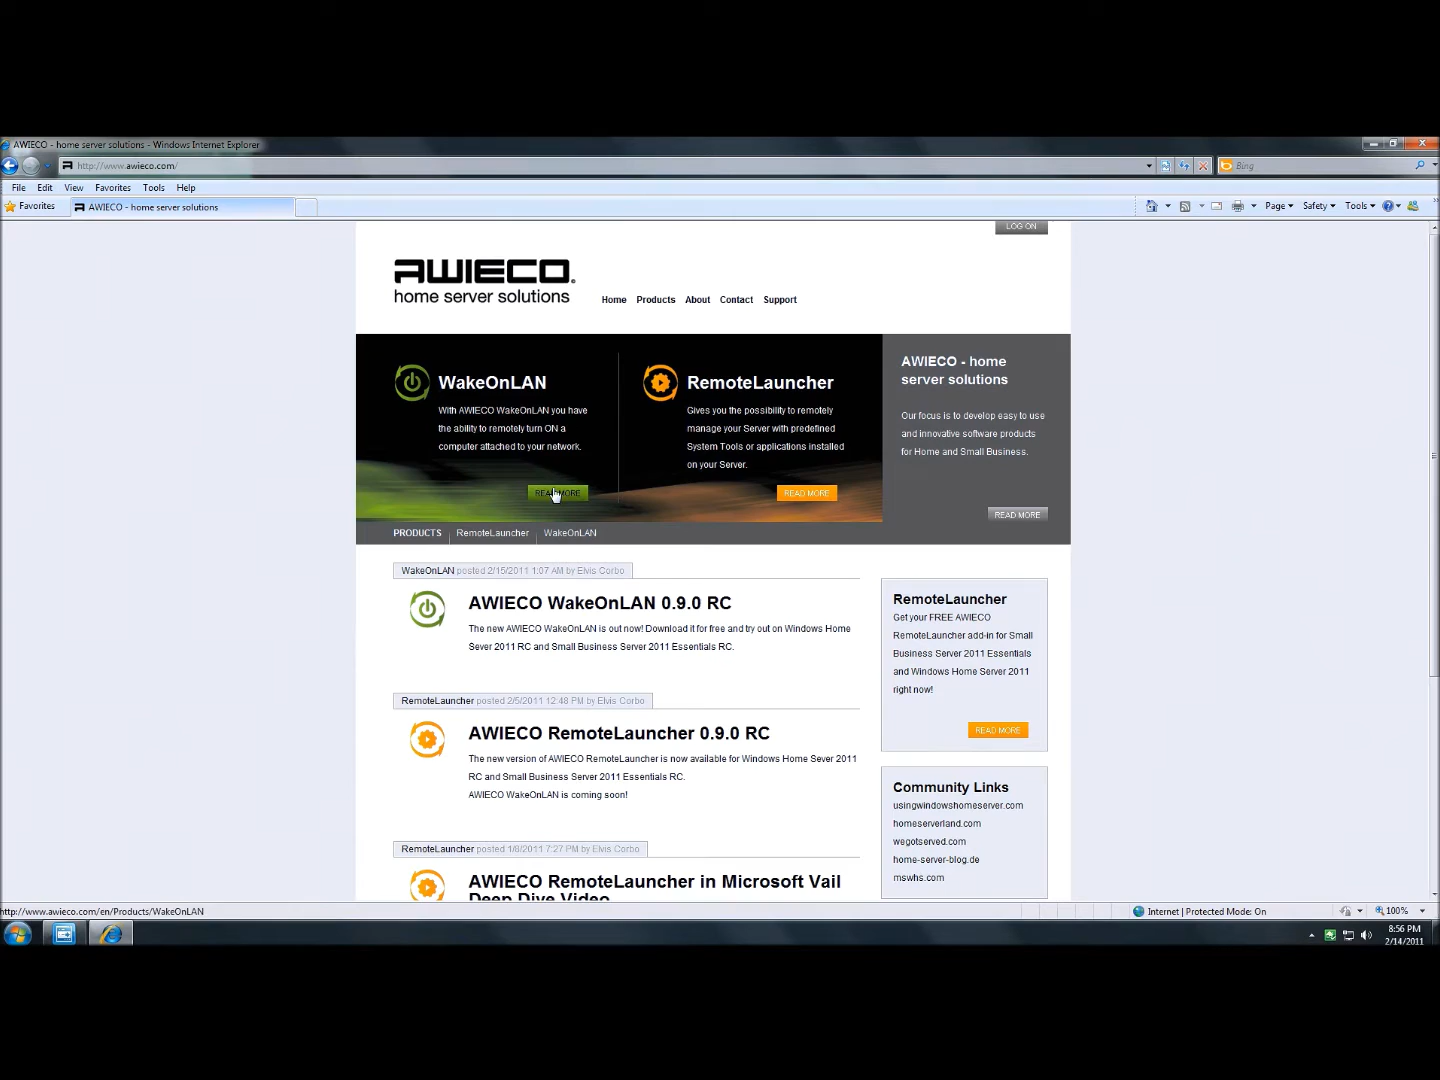 AWIECO - home server solutions - Windows Internet Explorer
http://www.awieco.com/
Bing
File Edit View Favorites Tools Help
Favorites
AWIECO - home server solutions
Page Safety Tools
LOG ON
AWIECO
home server solutions
Home Products About Contact Support
WakeOnLAN
With AWIECO WakeOnLAN you have
the ability to remotely turn ON a
computer attached to your network.
READ MORE
RemoteLauncher
Gives you the possibility to remotely
manage your Server with predefined
System Tools or applications installed
on your Server.
READ MORE
AWIECO - home
server solutions
Our focus is to develop easy to use
and innovative software products
for Home and Small Business.
READ MORE
PRODUCTS RemoteLauncher WakeOnLAN
WakeOnLAN posted 2/15/2011 1:07 AM by Elvis Corbo
AWIECO WakeOnLAN 0.9.0 RC
The new AWIECO WakeOnLAN is out now! Download it for free and try out on Windows Home
Sever 2011 RC and Small Business Server 2011 Essentials RC.
RemoteLauncher posted 2/5/2011 12:48 PM by Elvis Corbo
AWIECO RemoteLauncher 0.9.0 RC
The new version of AWIECO RemoteLauncher is now available for Windows Home Sever 2011
RC and Small Business Server 2011 Essentials RC.
AWIECO WakeOnLAN is coming soon!
RemoteLauncher posted 1/8/2011 7:27 PM by Elvis Corbo
AWIECO RemoteLauncher in Microsoft Vail
Deep Dive Video
RemoteLauncher
Get your FREE AWIECO
RemoteLauncher add-in for Small
Business Server 2011 Essentials
and Windows Home Server 2011
right now!
READ MORE
Community Links
usingwindowshomeserver.com
homeserverland.com
wegotserved.com
home-server-blog.de
mswhs.com
http://www.awieco.com/en/Products/WakeOnLAN
Internet | Protected Mode: On
100%
8:56 PM
2/14/2011